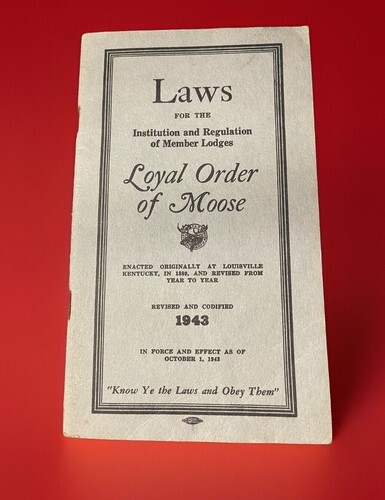 Laws
FOR THE
Institution and Regulation
of Member Lodges
Loyal Order
of Moose
ENACTED ORIGINALLY AT LOUISVILLE
KENTUCKY, IN 1889, AND REVISED FROM
YEAR TO YEAR
REVISED AND CODIFIED
1943
IN FORCE AND EFFECT AS OF
OCTOBER 1, 1943
"Know Ye the Laws and Obey Them"